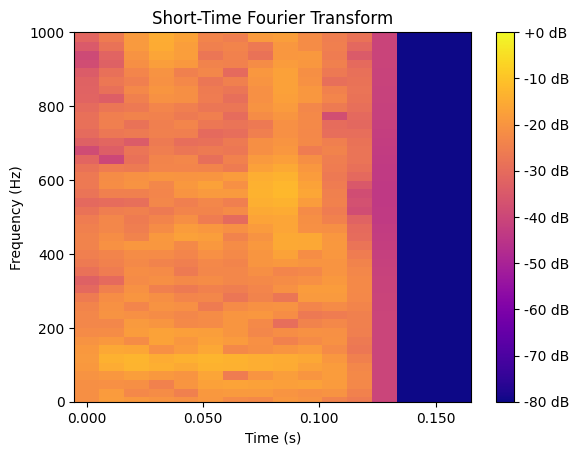 Short-Time Fourier Transform
Frequency (Hz)
1000
800
600
400
200
0
0.000
0.050
0.100
0.150
Time (s)
+0 dB
-10 dB
-20 dB
-30 dB
-40 dB
-50 dB
-60 dB
-70 dB
-80 dB